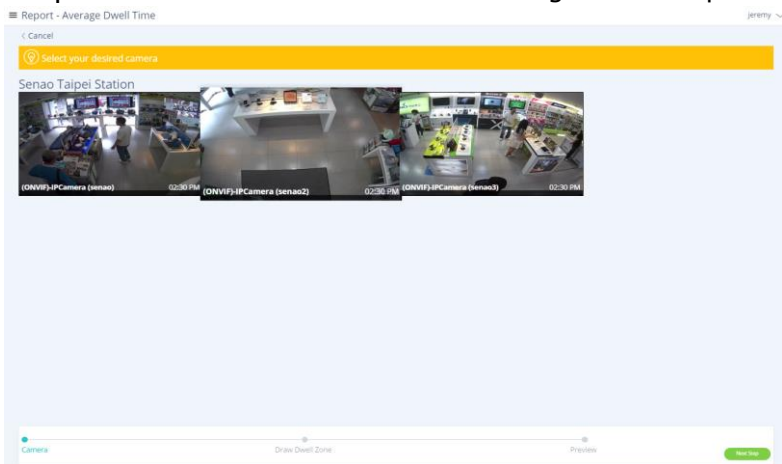 Report - Average Dwell Time
jeremy
< Cancel
Select your desired camera
Senao Taipei Station
(ONVIF)-IPCamera (senao) 02:30 PM
(ONVIF)-IPCamera (senao2) 02:30 PM
(ONVIF)-IPCamera (senao3) 02:30 PM
Camera
Draw Dwell Zone
Preview
Next Step